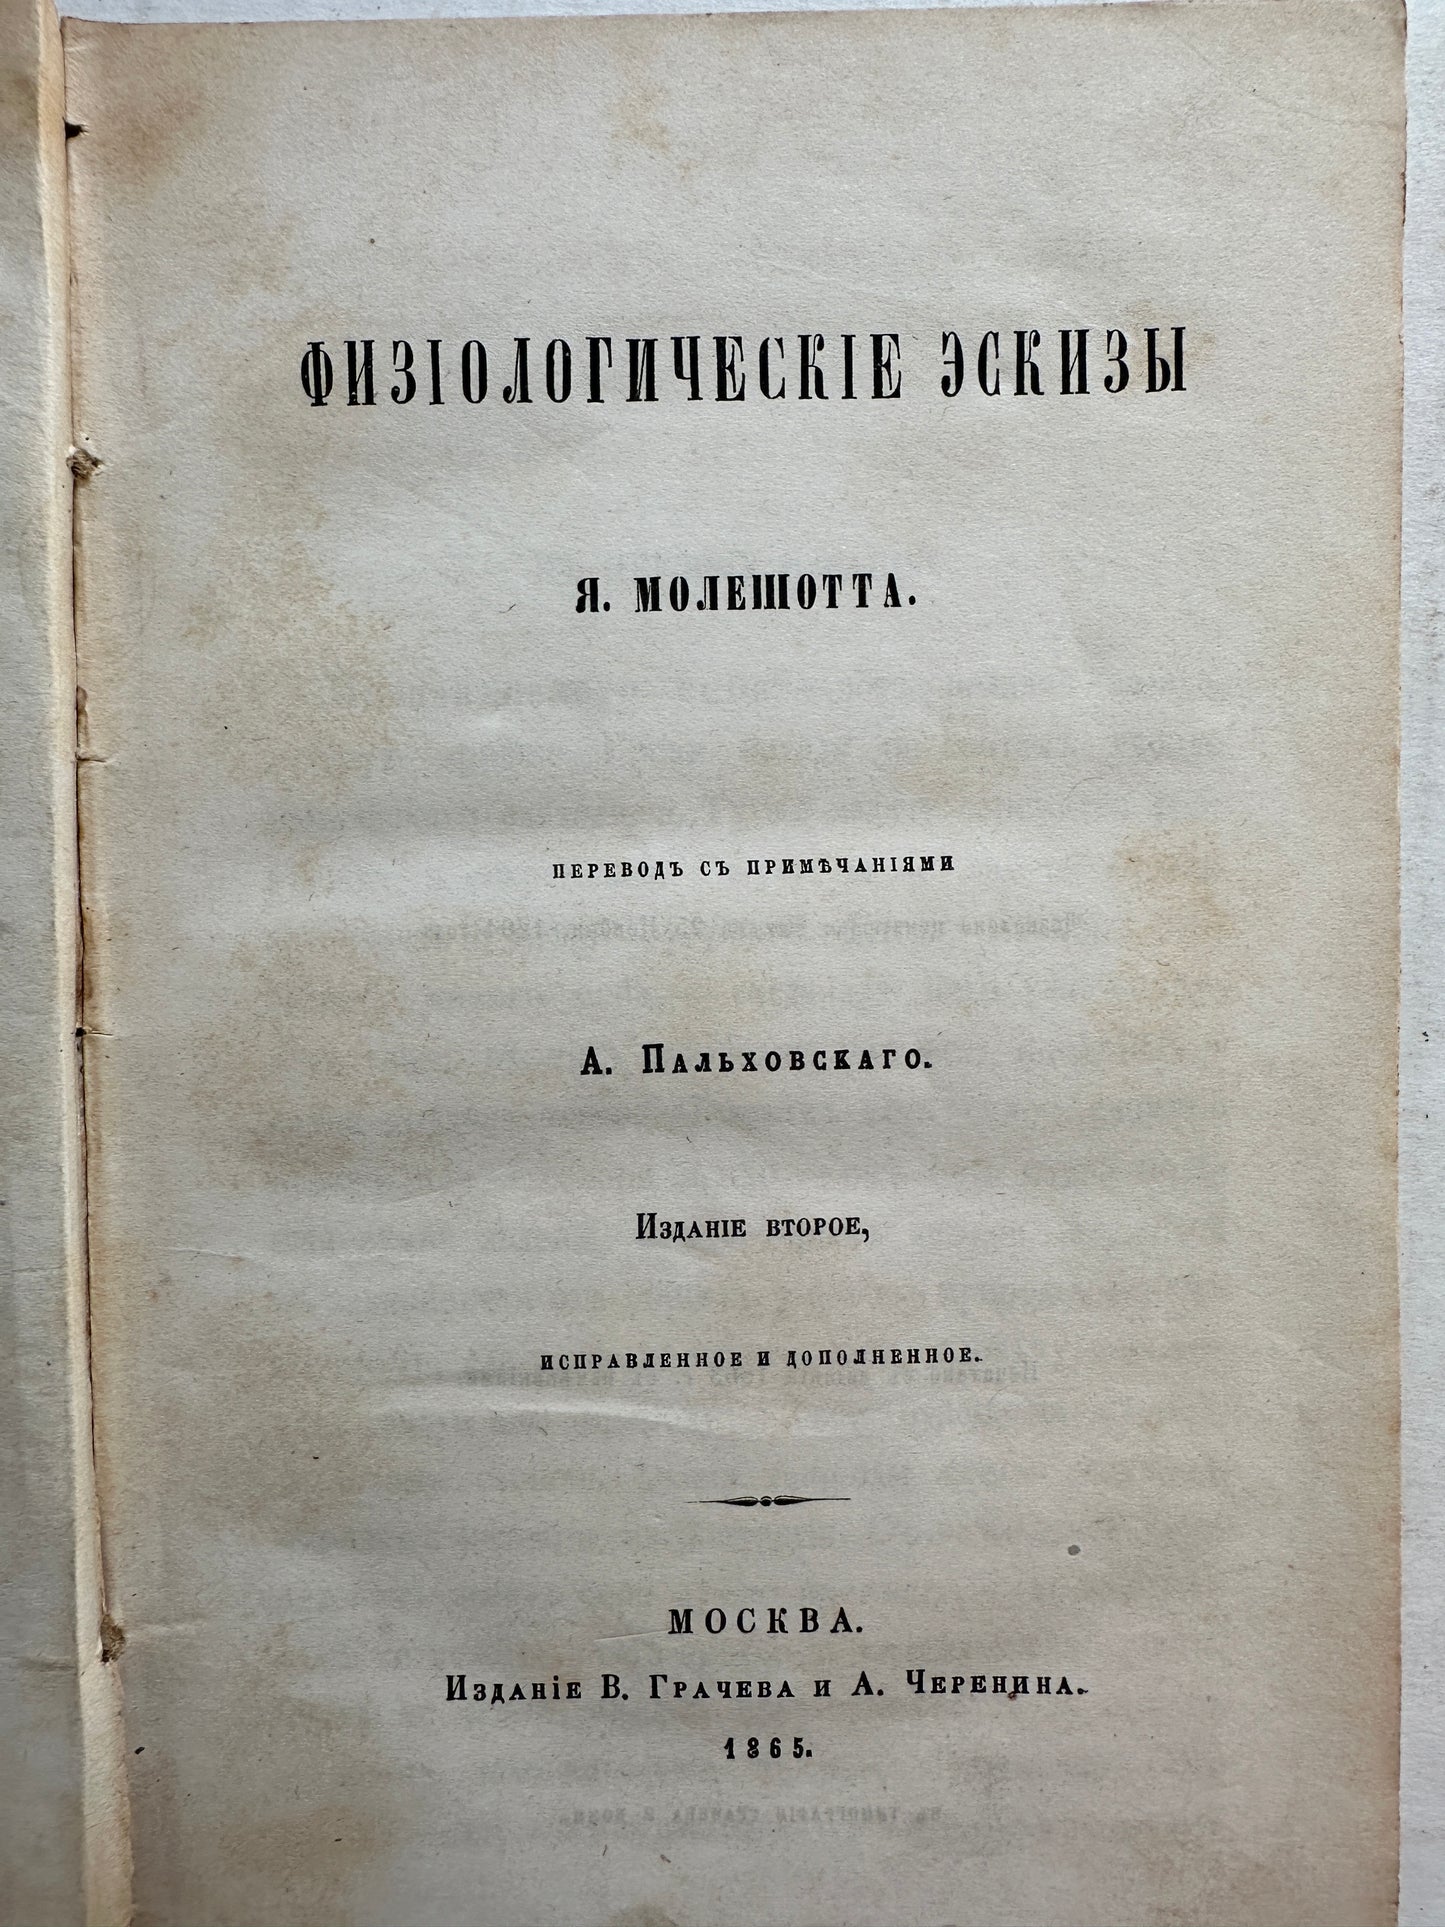 ФИЗІОЛОГИЧЕСКІЕ ЭСКИЗЫ
Я. МОЛЕШОТТА.
ПЕРЕВОДЪ СЪ ПРИМѢЧАНІЯМИ
А. ПАЛЬХОВСКАГО.
ИЗДАНІЕ ВТОРОЕ,
ИСПРАВЛЕННОЕ И ДОПОЛНЕННОЕ.
МОСКВА.
ИЗДАНІЕ В. ГРАЧЕВА И А. ЧЕРЕНИНА.
1865.